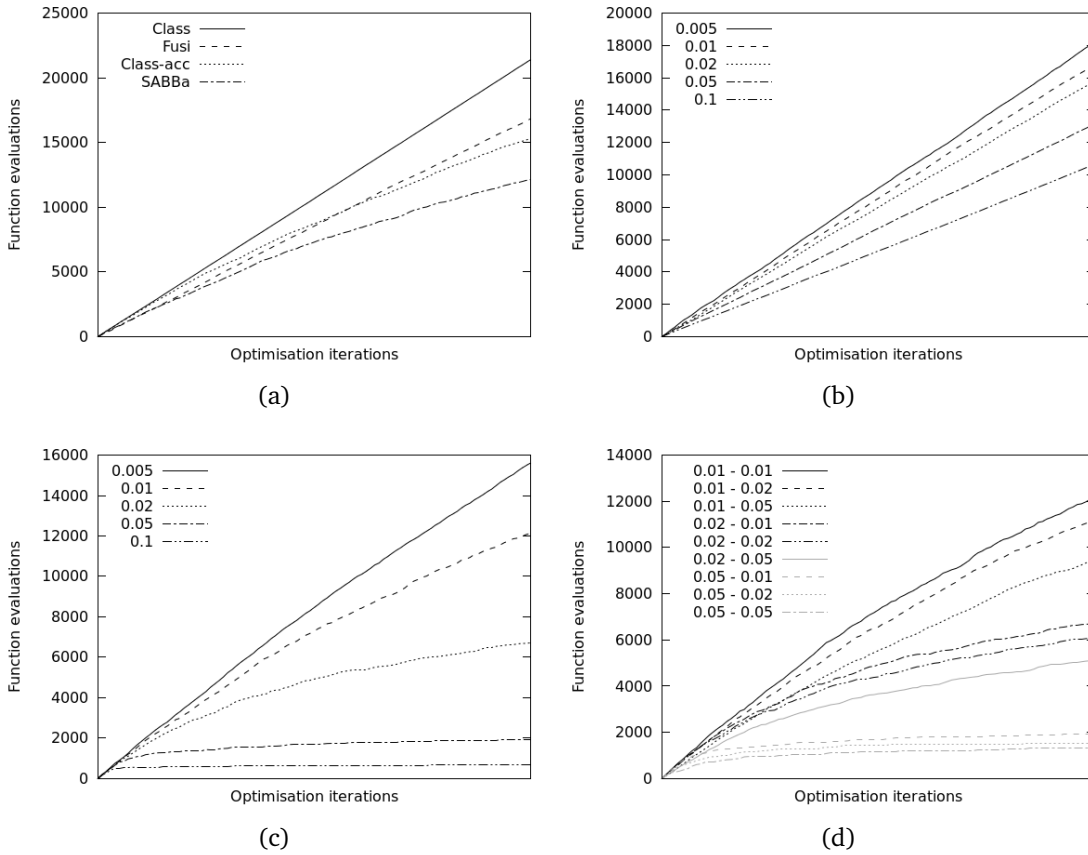 25000
20000
15000
10000
5000
0
Function evaluations
Class
Fusi
Class-acc
SABBa
Optimisation iterations
(a)
20000
18000
16000
14000
12000
10000
8000
6000
4000
2000
0
Function evaluations
0.005
0.01
0.02
0.05
0.1
Optimisation iterations
(b)
16000
14000
12000
10000
8000
6000
4000
2000
0
Function evaluations
0.005
0.01
0.02
0.05
0.1
Optimisation iterations
(c)
14000
12000
10000
8000
6000
4000
2000
0
Function evaluations
0.01 - 0.01
0.01 - 0.02
0.01 - 0.05
0.02 - 0.01
0.02 - 0.02
0.02 - 0.05
0.05 - 0.01
0.05 - 0.02
0.05 - 0.05
Optimisation iterations
(d)